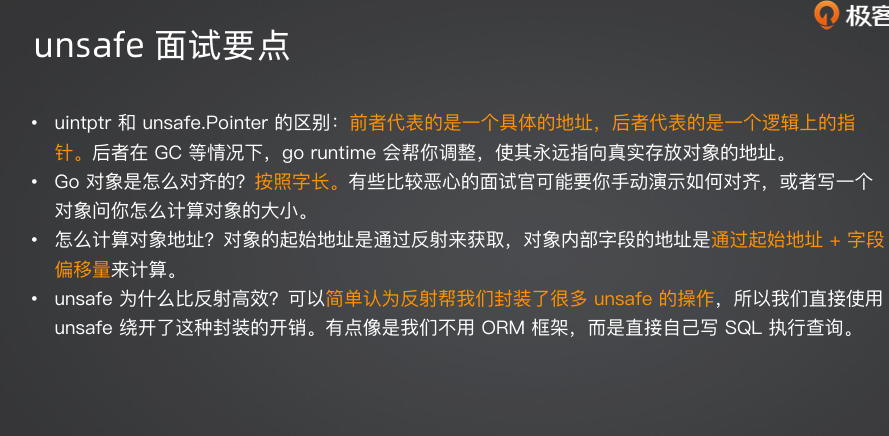 极客
unsafe 面试要点
• uintptr 和 unsafe.Pointer 的区别：前者代表的是一个具体的地址，后者代表的是一个逻辑上的指
针。后者在 GC 等情况下，go runtime 会帮你调整，使其永远指向真实存放对象的地址。
• Go 对象是怎么对齐的？按照字长。有些比较恶心的面试官可能要你手动演示如何对齐，或者写一个
对象问你怎么计算对象的大小。
• 怎么计算对象地址？对象的起始地址是通过反射来获取，对象内部字段的地址是通过起始地址 + 字段
偏移量来计算。
• unsafe 为什么比反射高效？可以简单认为反射帮我们封装了很多 unsafe 的操作，所以我们直接使用
unsafe 绕开了这种封装的开销。有点像是我们不用 ORM 框架，而是直接自己写 SQL 执行查询。